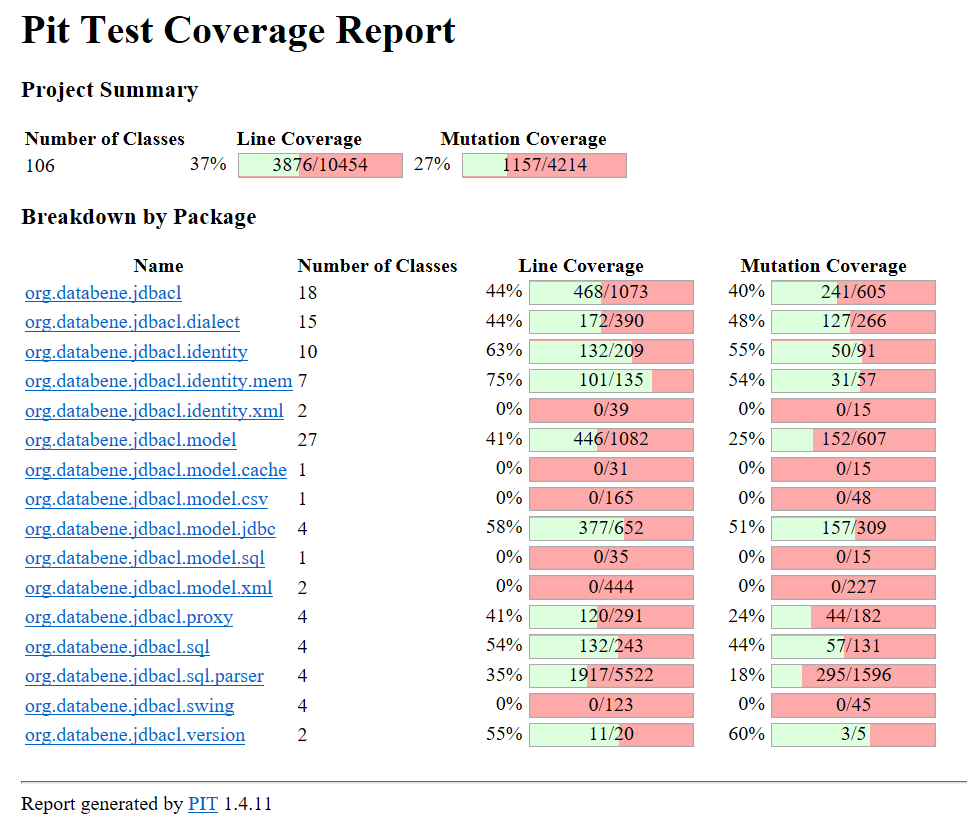 Pit Test Coverage Report
Project Summary
Number of Classes Line Coverage Mutation Coverage
106 37% 3876/10454 27% 1157/4214
Breakdown by Package
Name Number of Classes Line Coverage Mutation Coverage
org.databene.jdbacl 18 44% 468/1073 40% 241/605
org.databene.jdbacl.dialect 15 44% 172/390 48% 127/266
org.databene.jdbacl.identity 10 63% 132/209 55% 50/91
org.databene.jdbacl.identity.mem 7 75% 101/135 54% 31/57
org.databene.jdbacl.identity.xml 2 0% 0/39 0% 0/15
org.databene.jdbacl.model 27 41% 446/1082 25% 152/607
org.databene.jdbacl.model.cache 1 0% 0/31 0% 0/15
org.databene.jdbacl.model.csv 1 0% 0/165 0% 0/48
org.databene.jdbacl.model.jdbc 4 58% 377/652 51% 157/309
org.databene.jdbacl.model.sql 1 0% 0/35 0% 0/15
org.databene.jdbacl.model.xml 2 0% 0/444 0% 0/227
org.databene.jdbacl.proxy 4 41% 120/291 24% 44/182
org.databene.jdbacl.sql 4 54% 132/243 44% 57/131
org.databene.jdbacl.sql.parser 4 35% 1917/5522 18% 295/1596
org.databene.jdbacl.swing 4 0% 0/123 0% 0/45
org.databene.jdbacl.version 2 55% 11/20 60% 3/5
Report generated by PIT 1.4.11